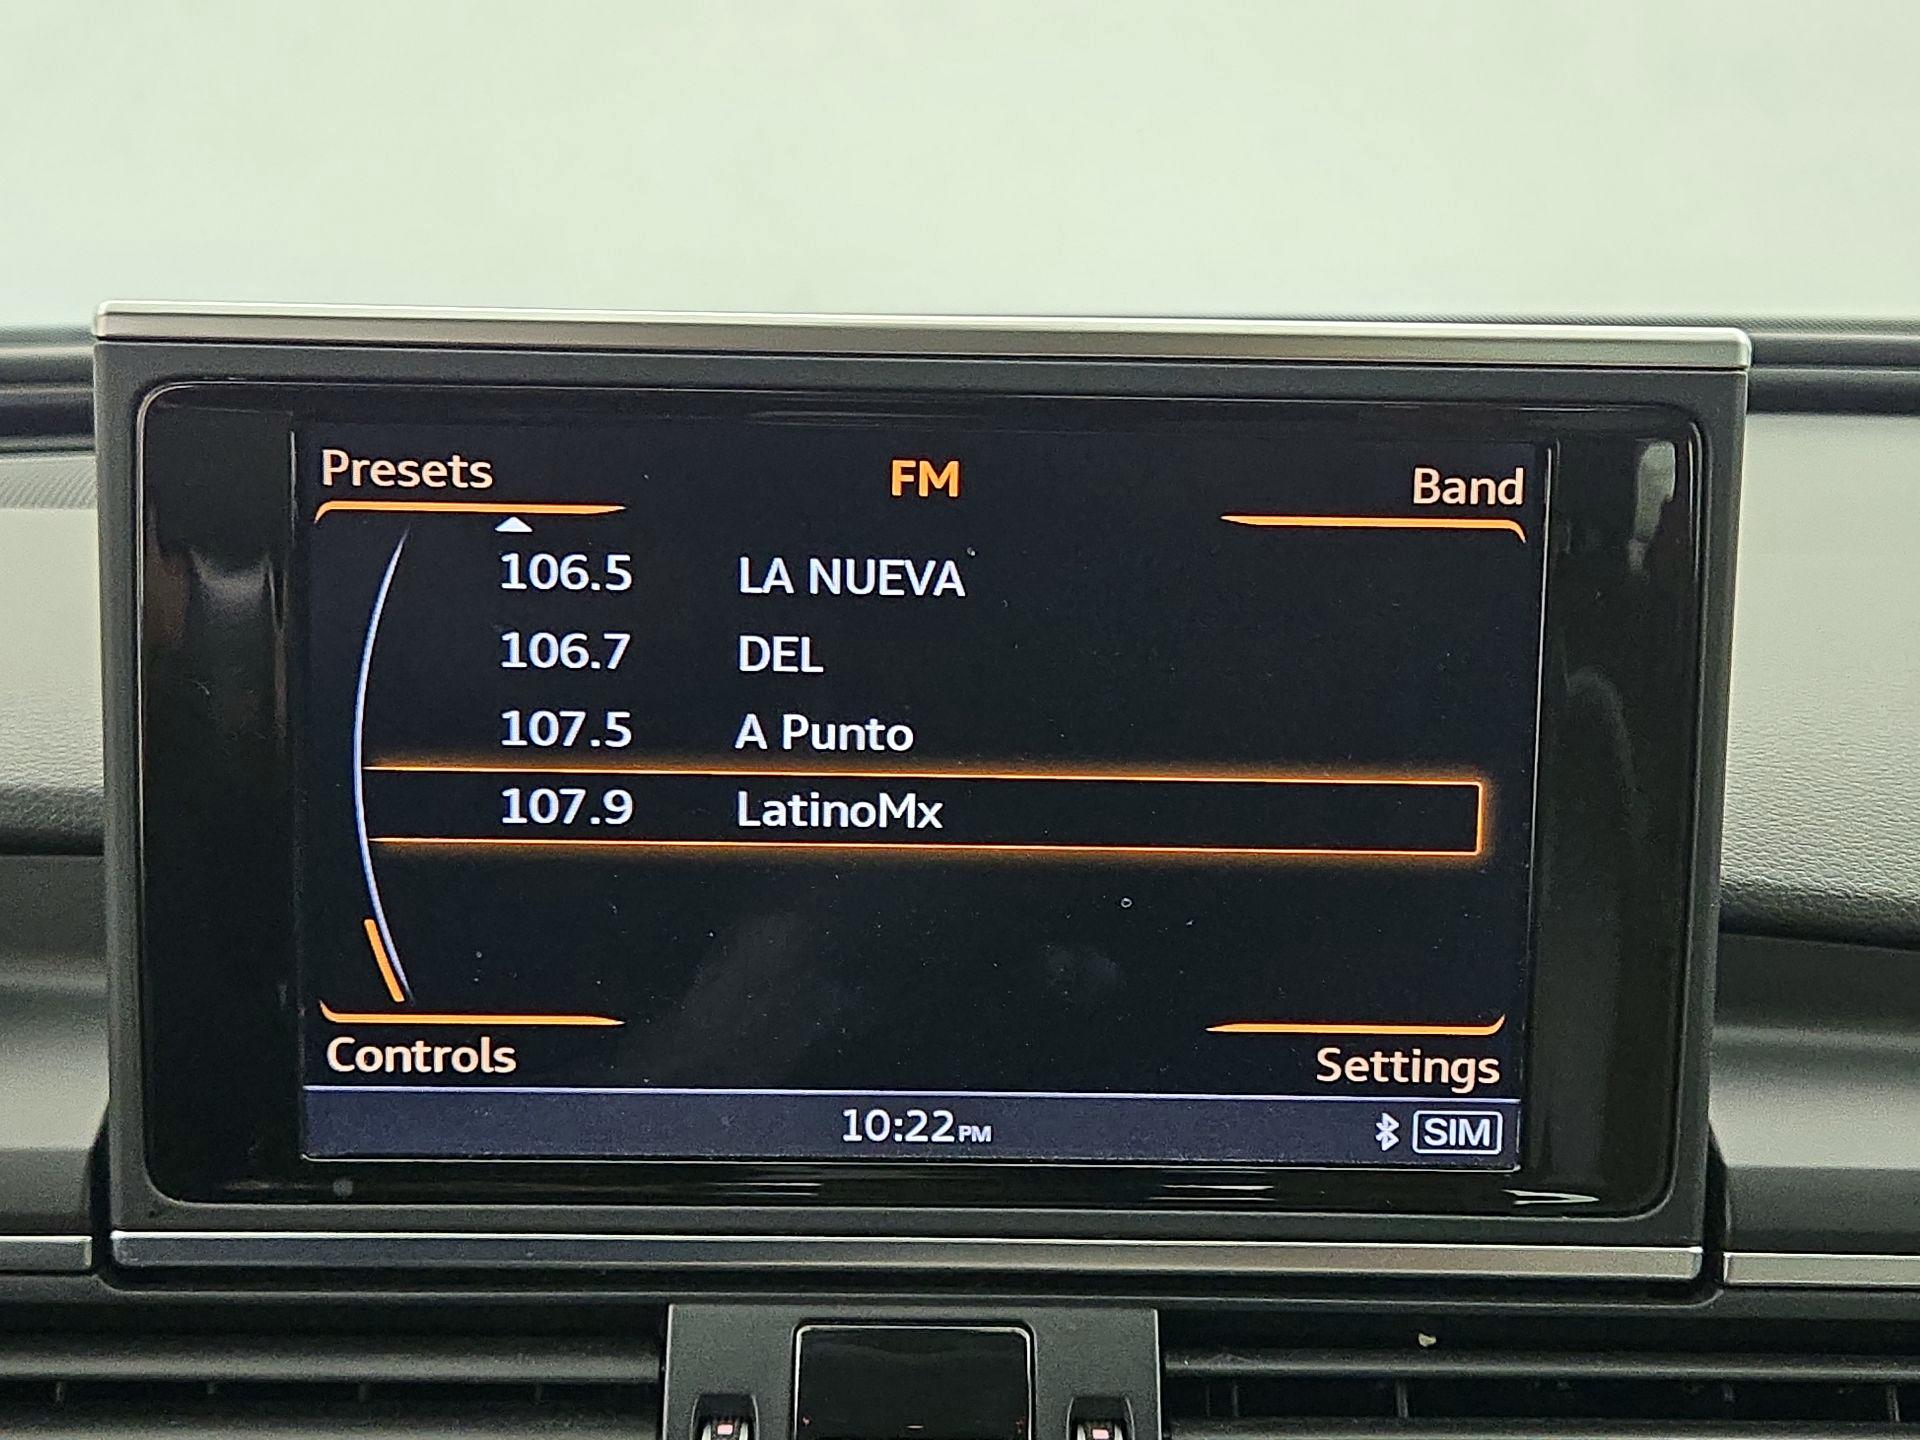 Presets FM Band
106.5 LA NUEVA
106.7 DEL
107.5 A Punto
107.9 LatinoMx
Controls Settings
10:22PM SIM